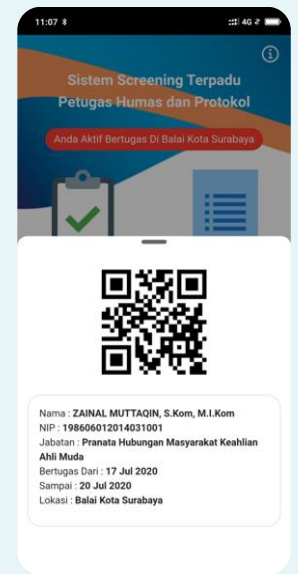 11:07
4G
Sistem Screening Terpadu
Petugas Humas dan Protokol
Anda Aktif Bertugas Di Balai Kota Surabaya
Nama : ZAINAL MUTTAQIN, S.Kom, M.I.Kom
NIP : 198606012014031001
Jabatan : Pranata Hubungan Masyarakat Keahlian
Ahli Muda
Bertugas Dari : 17 Jul 2020
Sampai : 20 Jul 2020
Lokasi : Balai Kota Surabaya